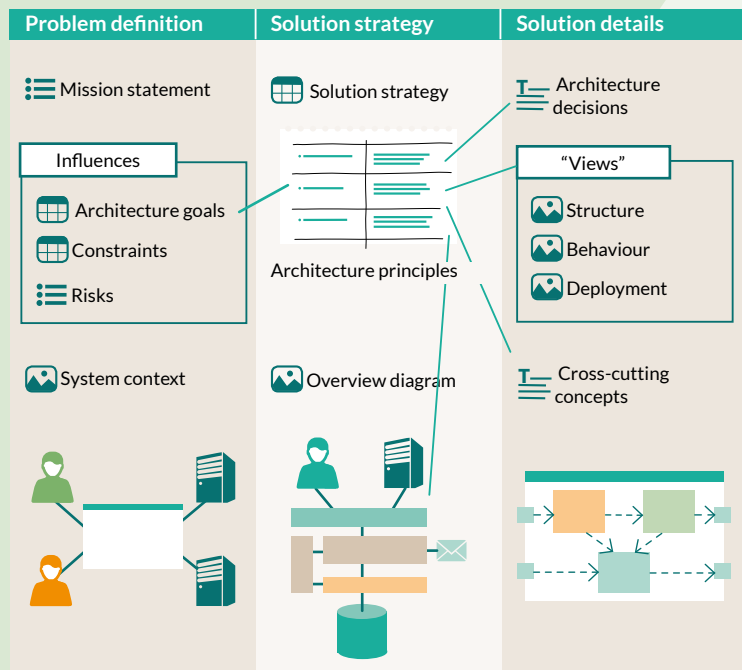 Problem definition
Solution strategy
Solution details
Mission statement
Influences
Architecture goals
Constraints
Risks
System context
Solution strategy
Architecture principles
Overview diagram
Architecture
decisions
“Views”
Structure
Behaviour
Deployment
Cross-cutting
concepts